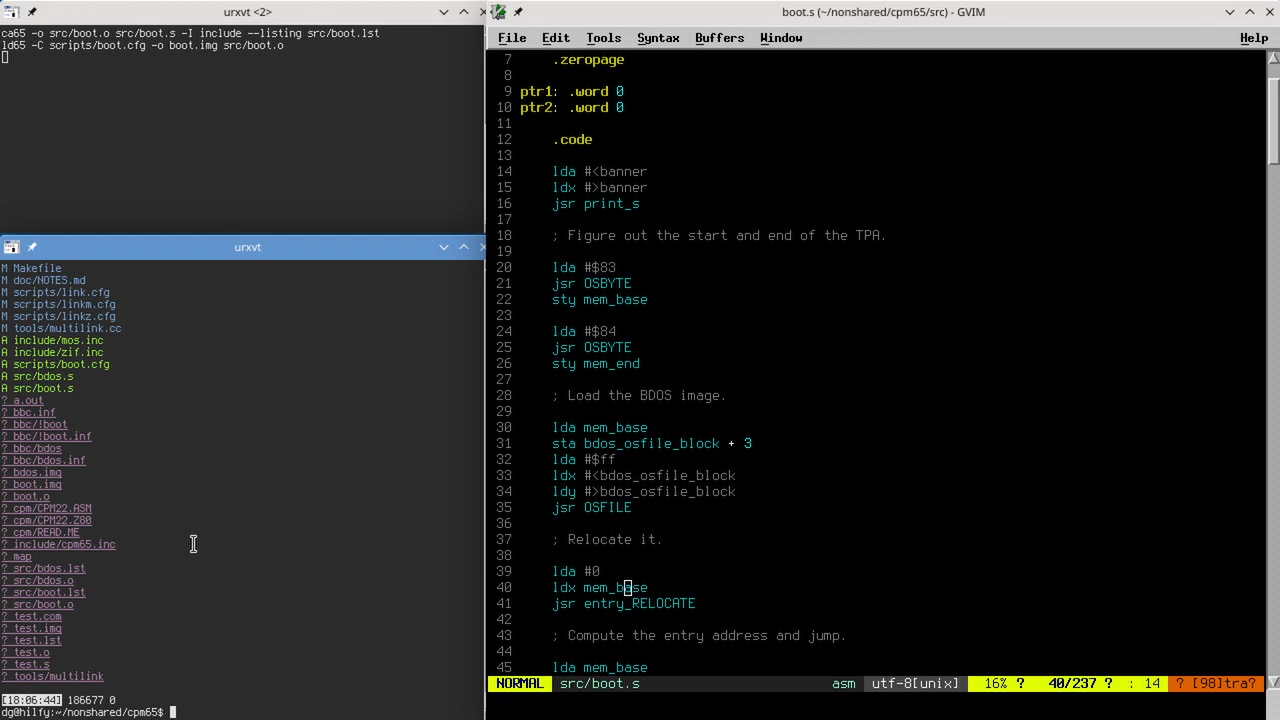 urxvt <2>
ca65 -o src/boot.o src/boot.s -I include --listing src/boot.lst
ld65 -C scripts/boot.cfg -o boot.img src/boot.o
urxvt
M Makefile
M doc/NOTES.md
M scripts/link.cfg
M scripts/linkm.cfg
M scripts/linkz.cfg
M tools/multilink.cc
A include/mos.inc
A include/zif.inc
A scripts/boot.cfg
A src/bdos.s
A src/boot.s
? a.out
? bbc.inf
? bbc/!boot
? bbc/!boot.inf
? bbc/bdos
? bbc/bdos.inf
? bdos.img
? boot.img
? boot.o
? cpm/CPM22.ASM
? cpm/CPM22.Z80
? cpm/READ.ME
? include/cpm65.inc
? map
? src/bdos.lst
? src/bdos.o
? src/boot.lst
? src/boot.o
? test.com
? test.img
? test.lst
? test.o
? test.s
? tools/multilink
[18:06:44] 186677 0
dg@hilfy:~/nonshared/cpm65$
boot.s (~/nonshared/cpm65/src) - GVIM
File Edit Tools Syntax Buffers Window Help
7 .zeropage
8
9 ptr1: .word 0
10 ptr2: .word 0
11
12 .code
13
14 lda #<banner
15 ldx #>banner
16 jsr print_s
17
18 ; Figure out the start and end of the TPA.
19
20 lda #$83
21 jsr OSBYTE
22 sty mem_base
23
24 lda #$84
25 jsr OSBYTE
26 sty mem_end
27
28 ; Load the BDOS image.
29
30 lda mem_base
31 sta bdos_osfile_block + 3
32 lda #$ff
33 ldx #<bdos_osfile_block
34 ldy #>bdos_osfile_block
35 jsr OSFILE
36
37 ; Relocate it.
38
39 lda #0
40 ldx mem_base
41 jsr entry_RELOCATE
42
43 ; Compute the entry address and jump.
44
45 lda mem_base
NORMAL src/boot.s asm utf-8[unix] 16% ? 40/237 ? : 14 ? [98]tra?